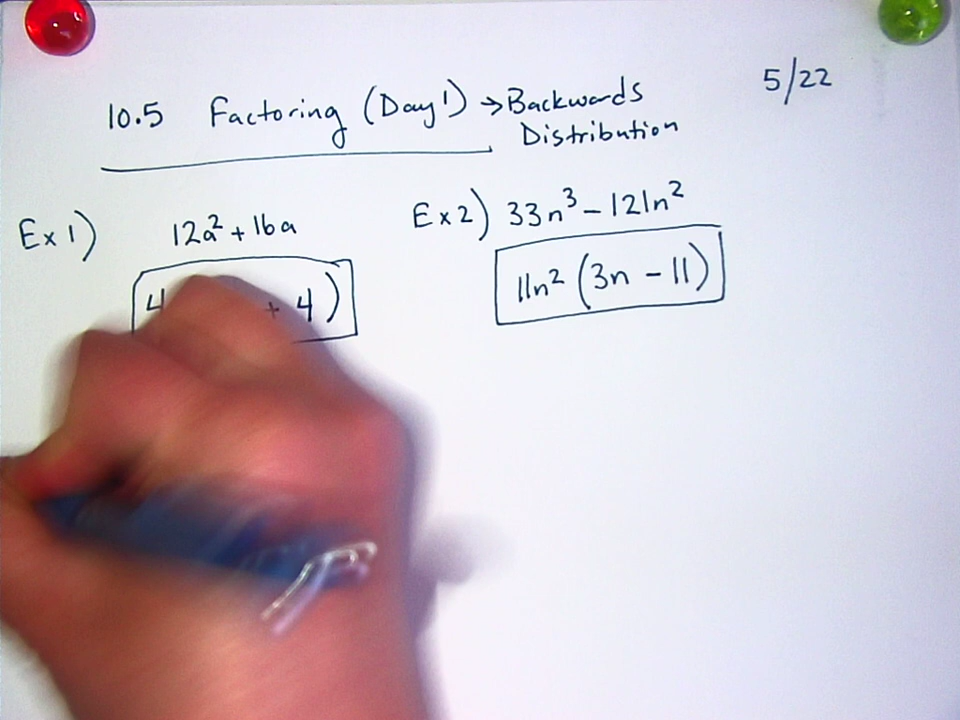 10.5 Factoring (Day 1) → Backwards
Distribution
5/22
Ex 1) 12a² + 16a
4 + 4)
Ex 2) 33n³ - 121n²
11n² (3n - 11)